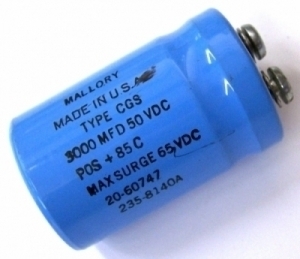 MALLORY
MADE IN U.S.A
TYPE CGS
3000 MFD 50 VDC
POS + 85 C
MAX SURGE 65 VDC
20-60747
235-8140A